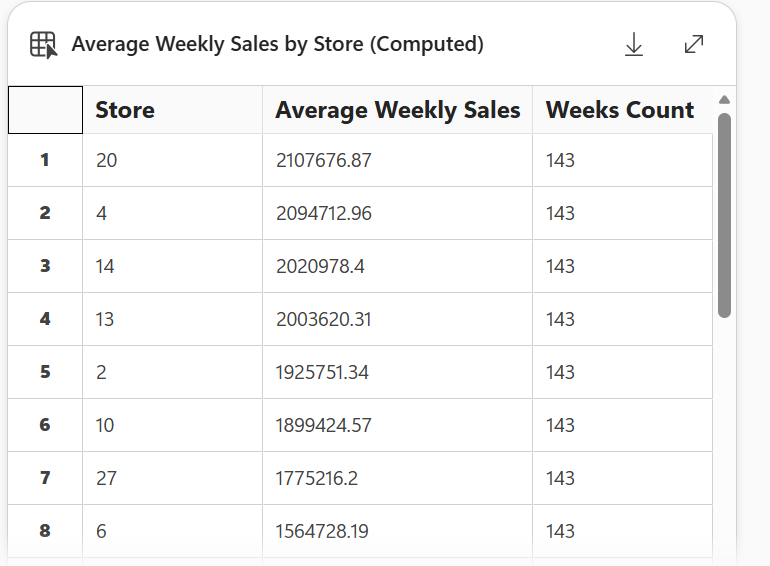 Average Weekly Sales by Store (Computed)
Store Average Weekly Sales Weeks Count
1 20 2107676.87 143
2 4 2094712.96 143
3 14 2020978.4 143
4 13 2003620.31 143
5 2 1925751.34 143
6 10 1899424.57 143
7 27 1775216.2 143
8 6 1564728.19 143